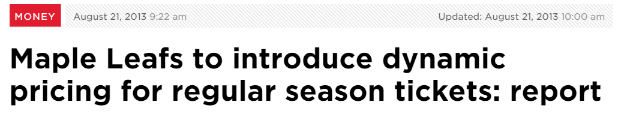 MONEY August 21, 2013 9:22 am Updated: August 21, 2013 10:00 am
Maple Leafs to introduce dynamic
pricing for regular season tickets: report